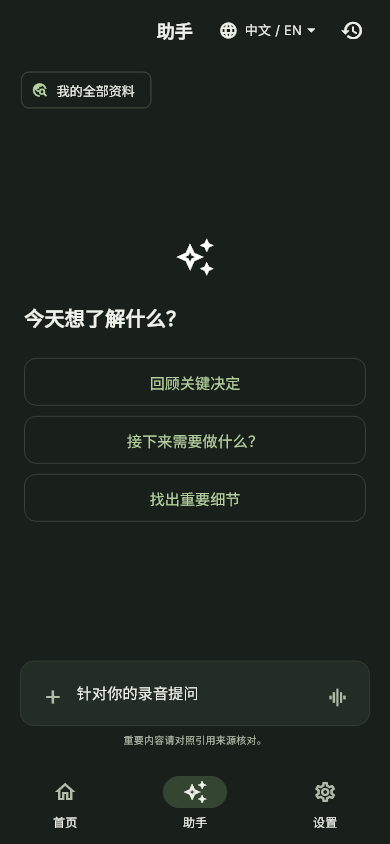 助手
中文 / EN
我的全部资料
今天想了解什么?
回顾关键决定
接下来需要做什么?
找出重要细节
针对你的录音提问
重要内容请对照引用来源核对。
首页
助手
设置